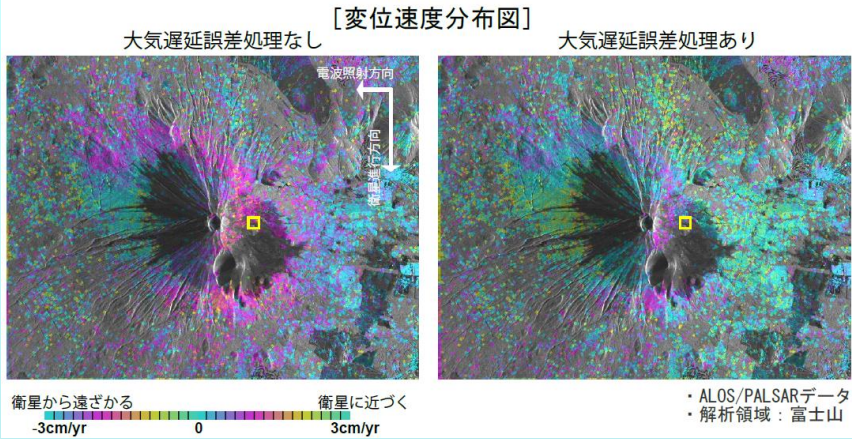 [変位速度分布図]
大気遅延誤差処理なし
大気遅延誤差処理あり
電波照射方向
衛星進行方向
衛星から遠ざかる
衛星に近づく
-3cm/yr
0
3cm/yr
・ALOS/PALSARデータ
・解析領域：富士山